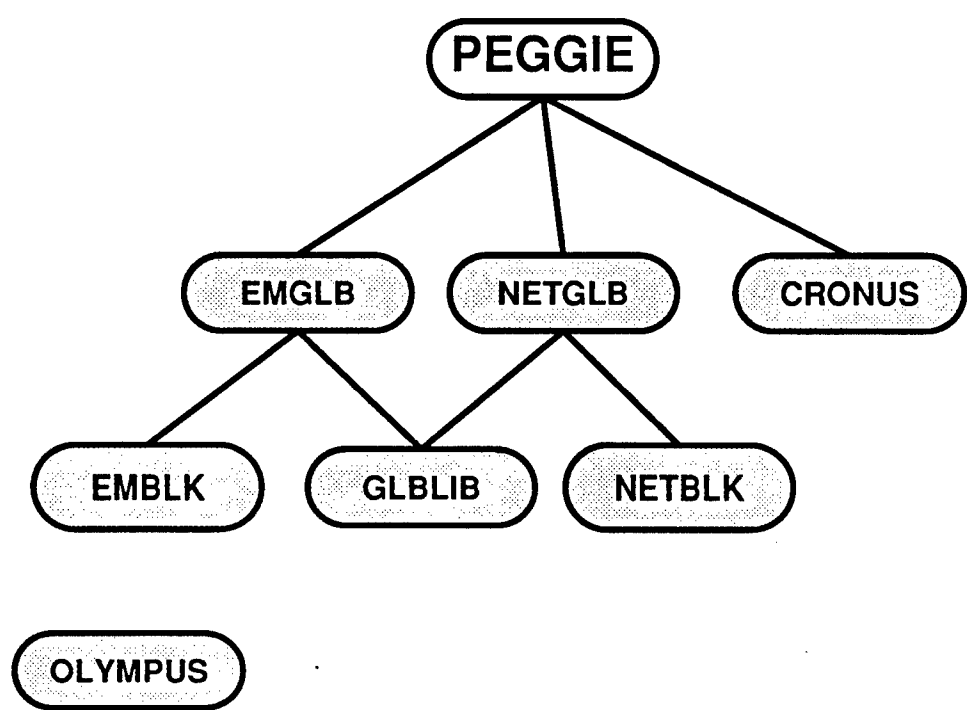 PEGGIE
EMGLB
NETGLB
CRONUS
EMBLK
GLBLIB
NETBLK
OLYMPUS